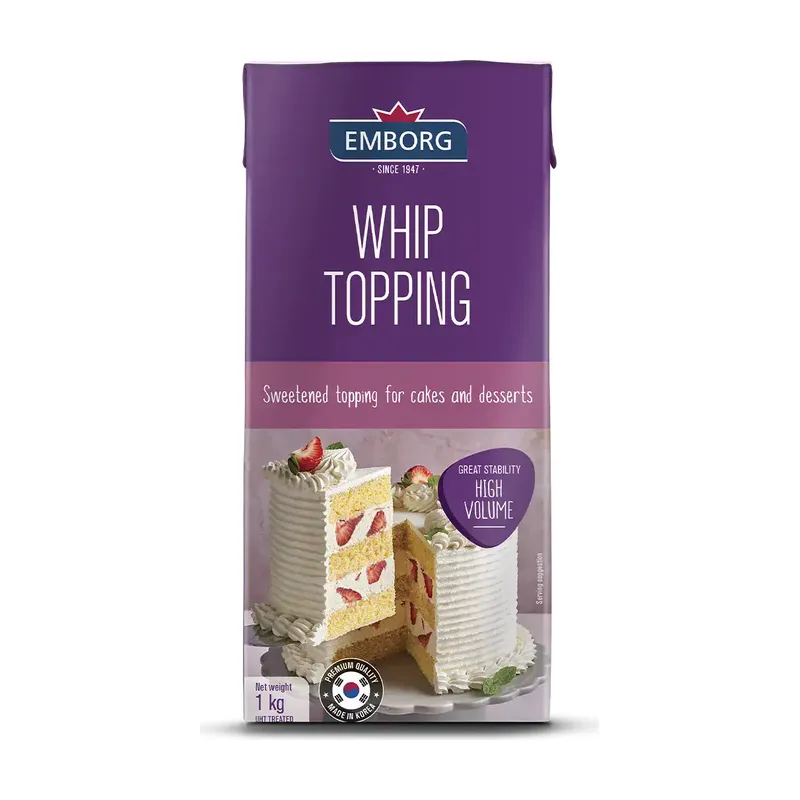 EMBORG
· SINCE 1947 ·
WHIP
TOPPING
Sweetened topping for cakes and desserts
GREAT STABILITY
HIGH
VOLUME
Serving suggestion
Net weight
1 kg
UHT TREATED
PREMIUM QUALITY
MADE IN KOREA